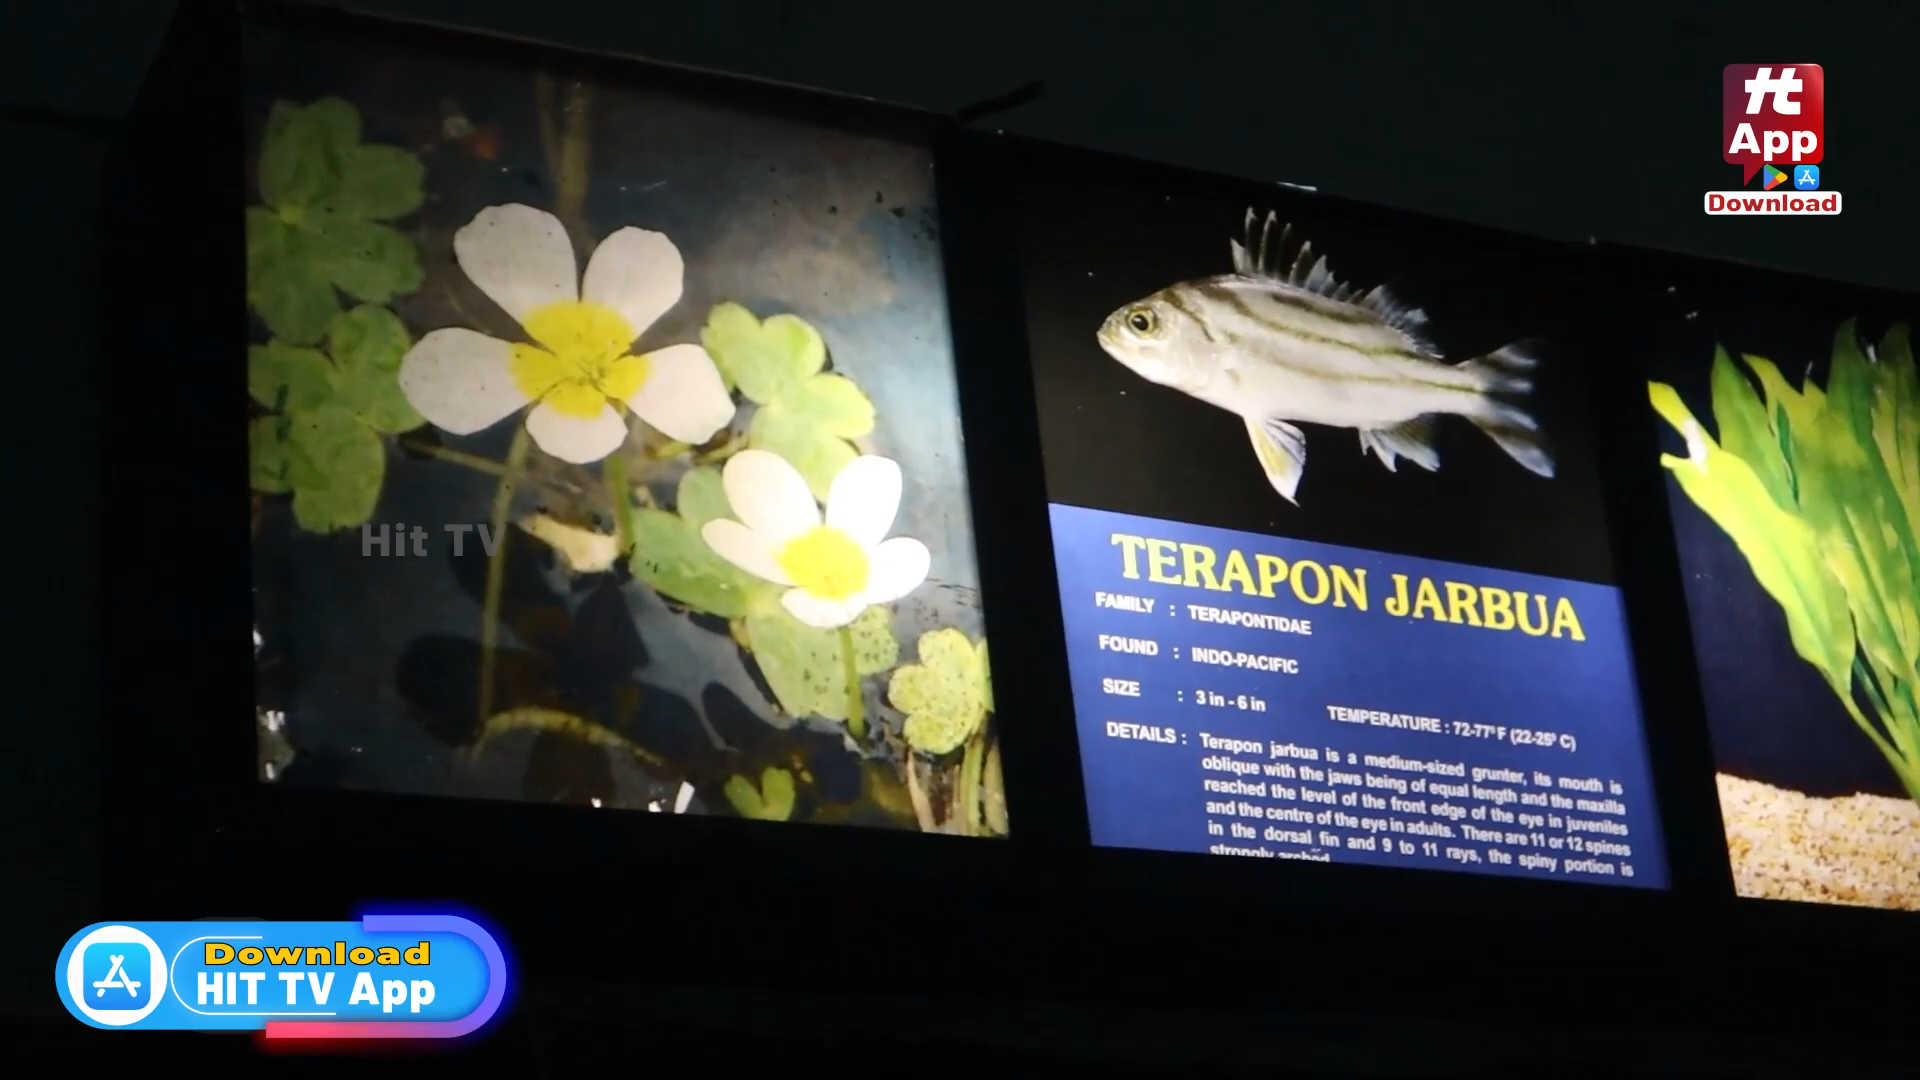 tt
App
Download
Hit TV
TERAPON JARBUA
FAMILY : TERAPONTIDAE
FOUND : INDO-PACIFIC
SIZE : 3 in - 6 in TEMPERATURE : 72-77° F (22-25° C)
DETAILS : Terapon jarbua is a medium-sized grunter, its mouth is
oblique with the jaws being of equal length and the maxilla
reached the level of the front edge of the eye in juveniles
and the centre of the eye in adults. There are 11 or 12 spines
in the dorsal fin and 9 to 11 rays, the spiny portion is
strongly arched
Download
HIT TV App